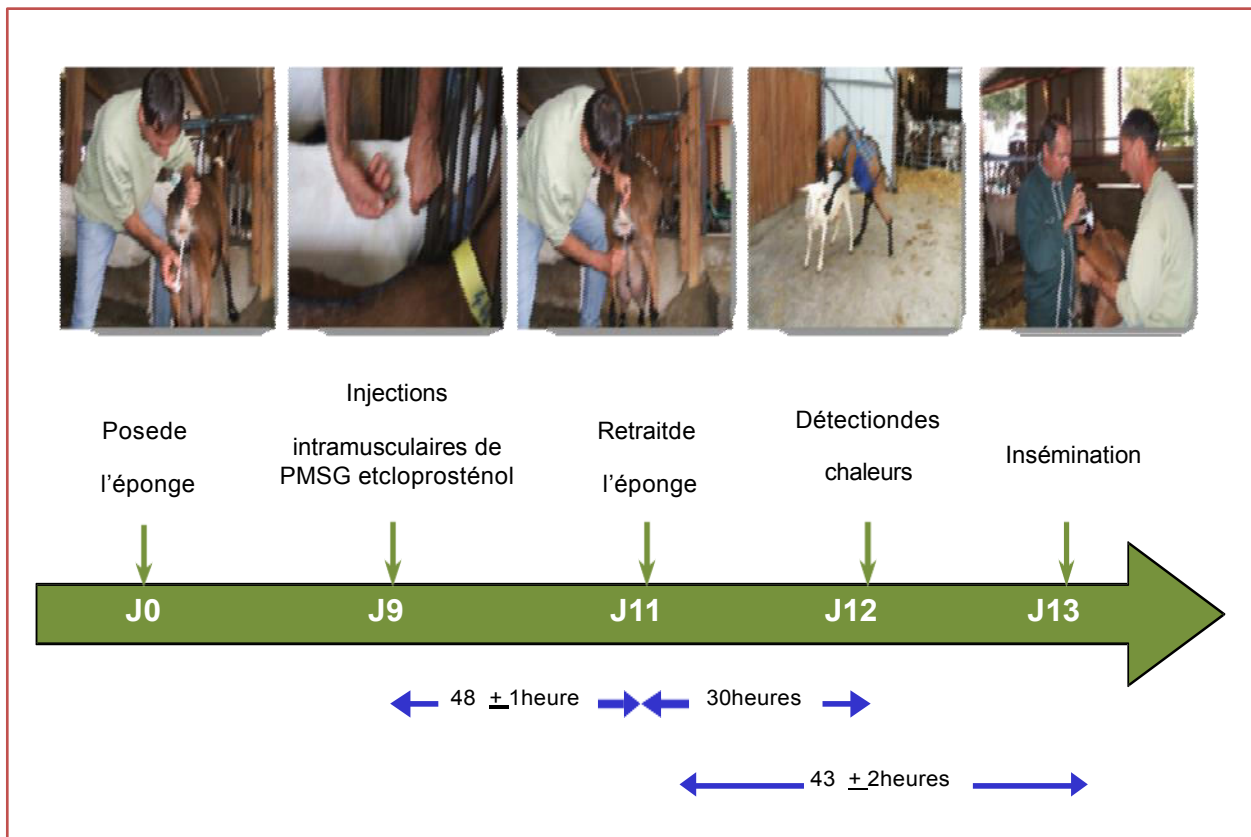 Posede
l’éponge
Injections
intramusculaires de
PMSG etcloprosténol
Retraitde
l’éponge
Détectiondes
chaleurs
Insémination
J0
J9
J11
J12
J13
48 ± 1heure
30heures
43 ± 2heures